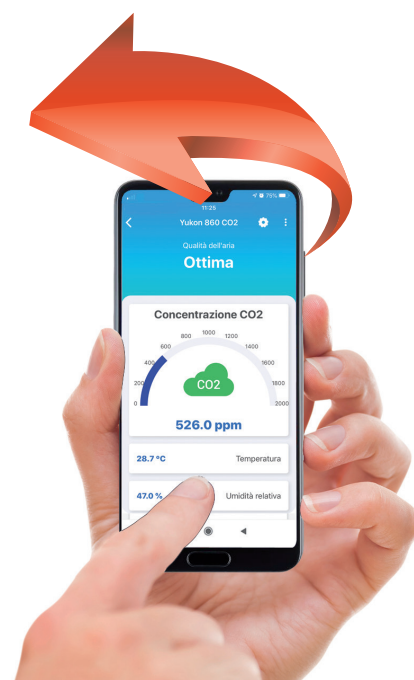 75%
11:25
Yukon 860 CO2
Qualità dell'aria
Ottima
Concentrazione CO2
0 200 400 600 800 1000 1200 1400 1600 1800 2000
CO2
526.0 ppm
28.7 °C Temperatura
47.0 % Umidità relativa